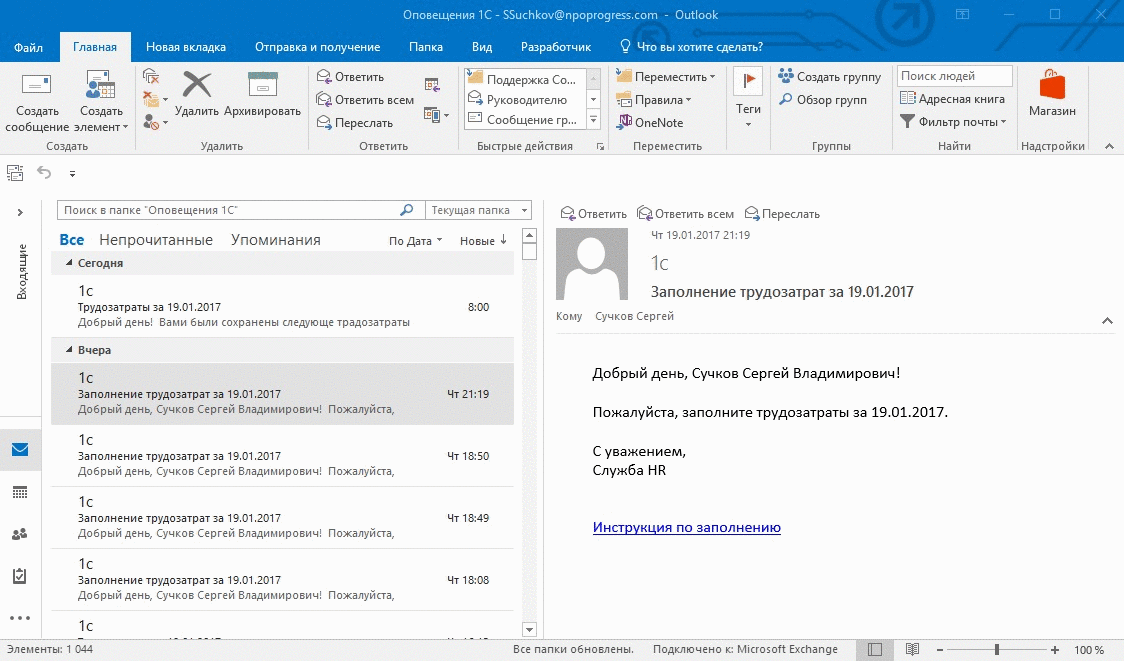 Оповещения 1С - SSuchkov@npoprogress.com - Outlook
Файл Главная Новая вкладка Отправка и получение Папка Вид Разработчик Что вы хотите сделать?
Создать сообщение
Создать элемент
Создать
Удалить
Архивировать
Удалить
Ответить
Ответить всем
Переслать
Ответить
Поддержка Со...
Руководителю
Сообщение гр...
Быстрые действия
Переместить
Правила
OneNote
Переместить
Теги
Создать группу
Обзор групп
Группы
Поиск людей
Адресная книга
Фильтр почты
Найти
Магазин
Надстройки
Входящие
Поиск в папке "Оповещения 1С" Текущая папка
Все Непрочитанные Упоминания По Дата Новые
Сегодня
1с
Трудозатраты за 19.01.2017 8:00
Добрый день! Вами были сохранены следующе традозатраты
Вчера
1с
Заполнение трудозатрат за 19.01.2017 Чт 21:19
Добрый день, Сучков Сергей Владимирович! Пожалуйста,
1с
Заполнение трудозатрат за 19.01.2017 Чт 18:50
Добрый день, Сучков Сергей Владимирович! Пожалуйста,
1с
Заполнение трудозатрат за 19.01.2017 Чт 18:49
Добрый день, Сучков Сергей Владимирович! Пожалуйста,
1с
Заполнение трудозатрат за 19.01.2017 Чт 18:08
Добрый день, Сучков Сергей Владимирович! Пожалуйста,
1с
Ответить Ответить всем Переслать
Чт 19.01.2017 21:19
1с
Заполнение трудозатрат за 19.01.2017
Кому Сучков Сергей
Добрый день, Сучков Сергей Владимирович!
Пожалуйста, заполните трудозатраты за 19.01.2017.
С уважением,
Служба HR
Инструкция по заполнению
Элементы: 1 044 Все папки обновлены. Подключено к: Microsoft Exchange 100 %